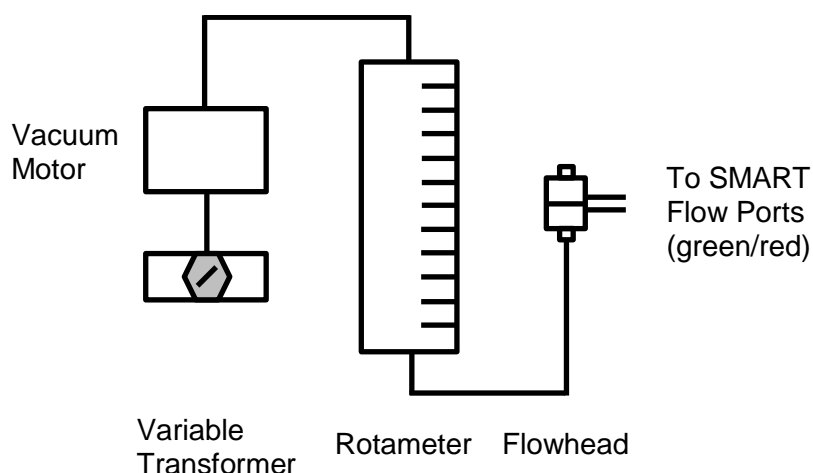 Vacuum
Motor
To SMART
Flow Ports
(green/red)
Variable
Transformer
Rotameter
Flowhead